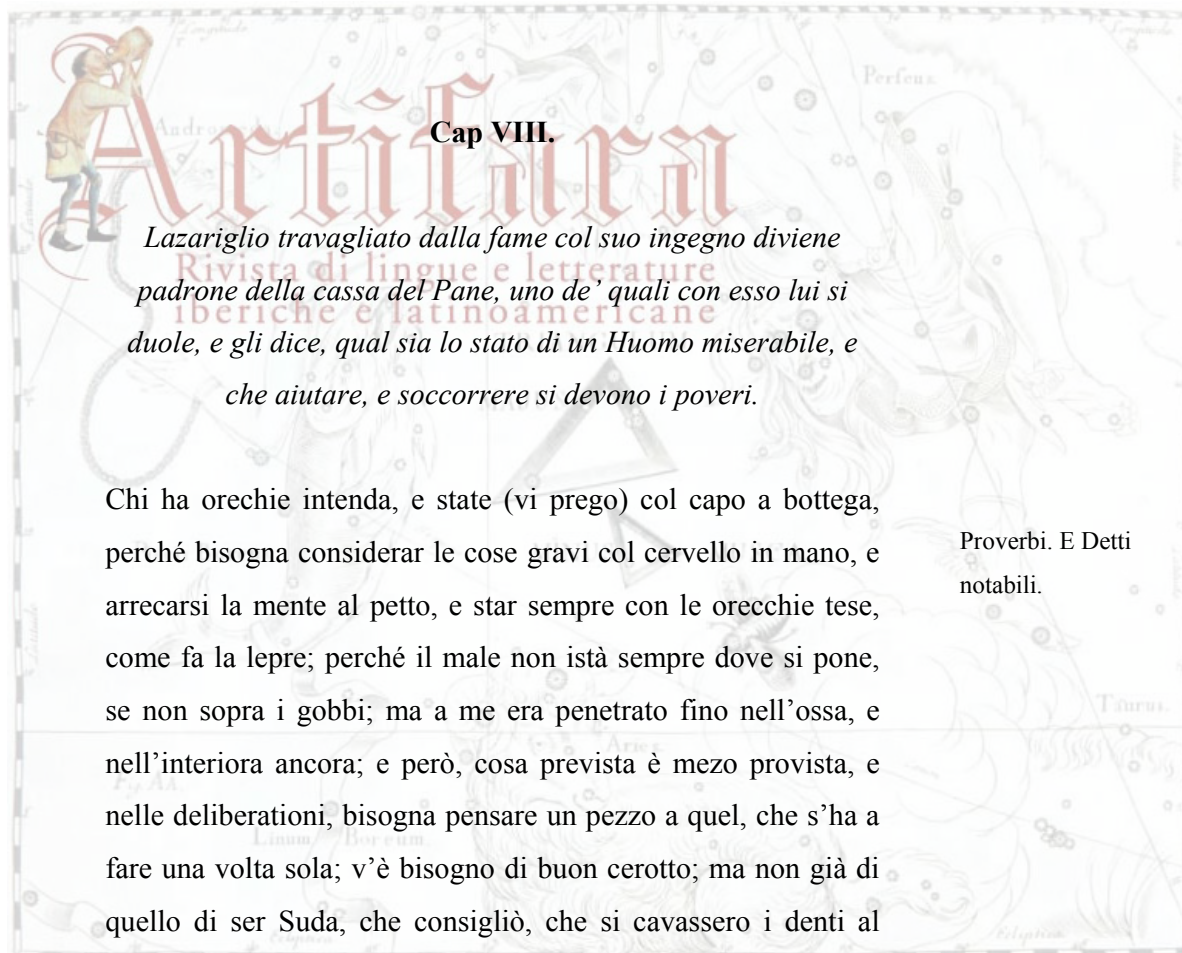 Artifara
Rivista di lingue e letterature
iberiche e latinoamericane
Cap VIII.
Lazariglio travagliato dalla fame col suo ingegno diviene
padrone della cassa del Pane, uno de’ quali con esso lui si
duole, e gli dice, qual sia lo stato di un Huomo miserabile, e
che aiutare, e soccorrere si devono i poveri.
Chi ha orechie intenda, e state (vi prego) col capo a bottega,
perché bisogna considerar le cose gravi col cervello in mano, e
arrecarsi la mente al petto, e star sempre con le orecchie tese,
come fa la lepre; perché il male non istà sempre dove si pone,
se non sopra i gobbi; ma a me era penetrato fino nell’ossa, e
nell’interiora ancora; e però, cosa prevista è mezo provista, e
nelle deliberationi, bisogna pensare un pezzo a quel, che s’ha a
fare una volta sola; v’è bisogno di buon cerotto; ma non già di
quello di ser Suda, che consigliò, che si cavassero i denti al
Proverbi. E Detti
notabili.
Perseus.
Taurus.
Aries
Linum Boreum.